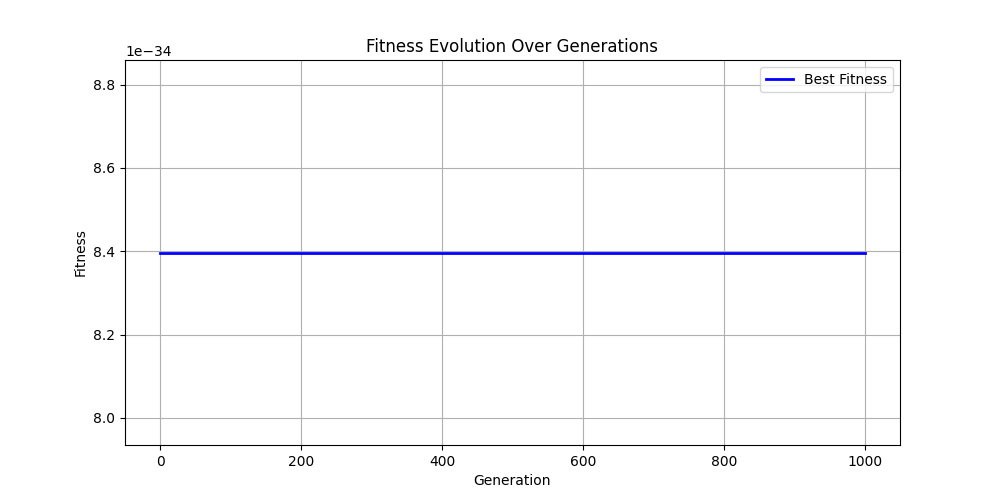 Fitness Evolution Over Generations
1e−34
Best Fitness
8.8
8.6
8.4
8.2
8.0
Fitness
0 200 400 600 800 1000
Generation